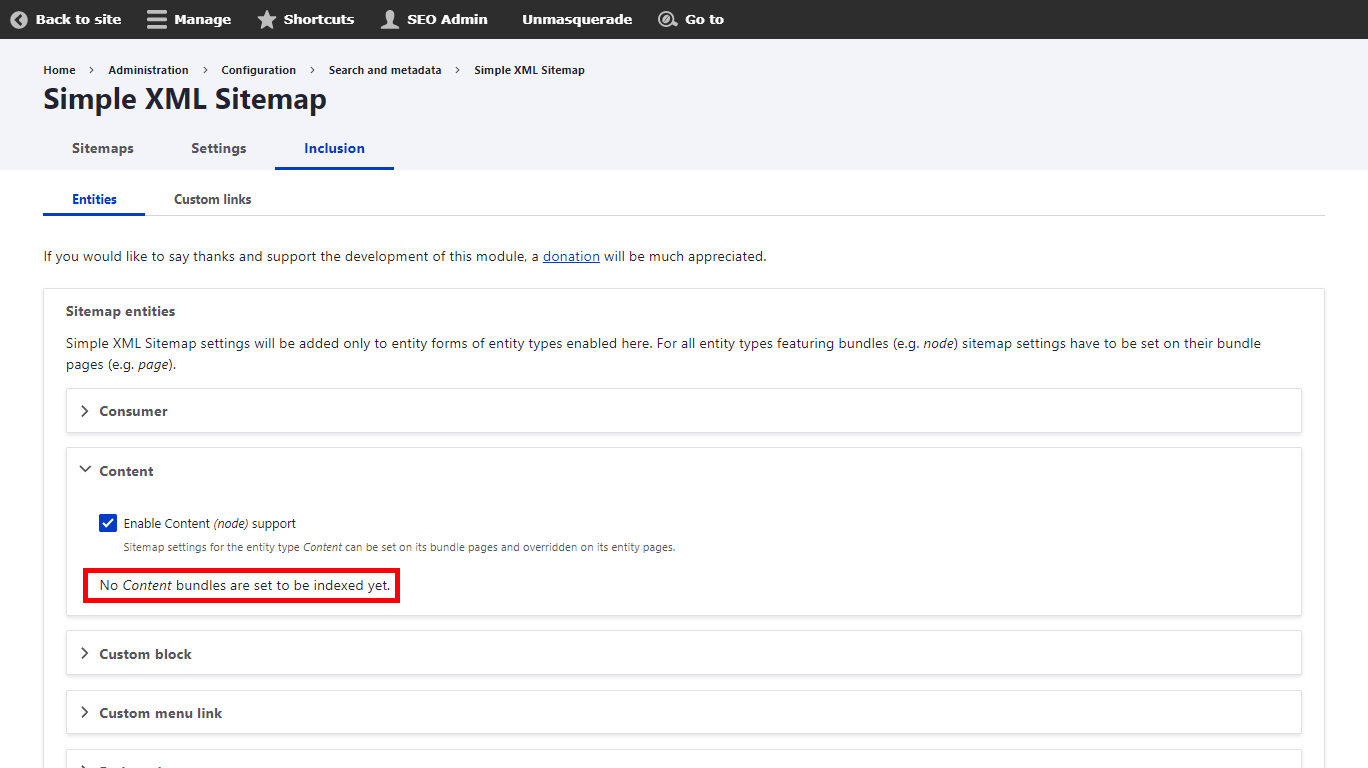 Back to site Manage Shortcuts SEO Admin Unmasquerade Go to
Home › Administration › Configuration › Search and metadata › Simple XML Sitemap
Simple XML Sitemap
Sitemaps Settings Inclusion
Entities Custom links
If you would like to say thanks and support the development of this module, a donation will be much appreciated.
Sitemap entities
Simple XML Sitemap settings will be added only to entity forms of entity types enabled here. For all entity types featuring bundles (e.g. node) sitemap settings have to be set on their bundle
pages (e.g. page).
Consumer
Content
Enable Content (node) support
Sitemap settings for the entity type Content can be set on its bundle pages and overridden on its entity pages.
No Content bundles are set to be indexed yet.
Custom block
Custom menu link